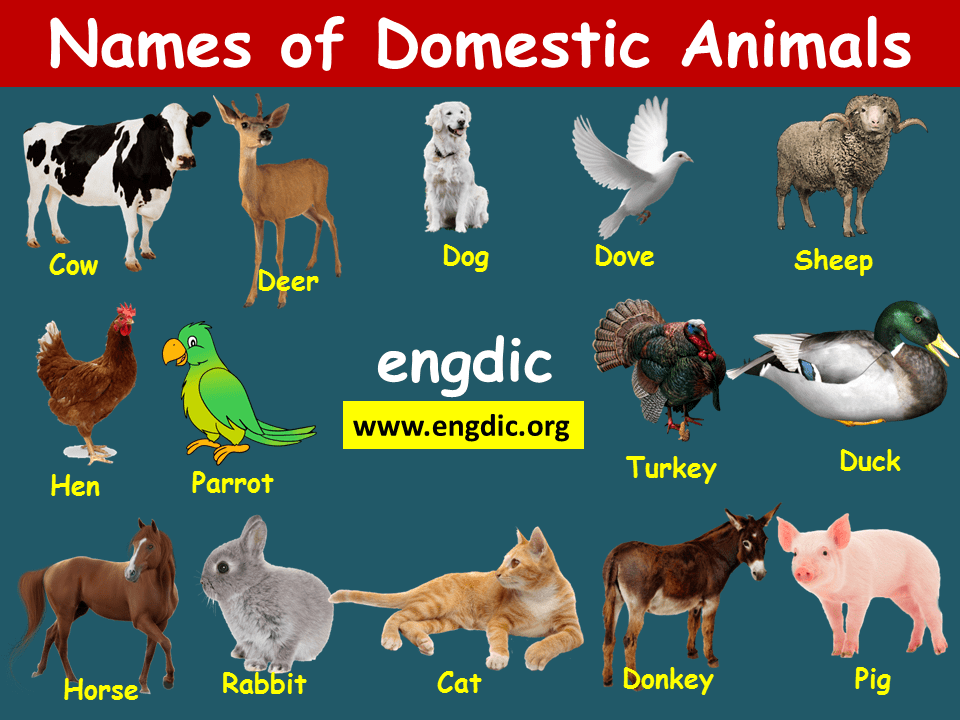 Names of Domestic Animals
Cow
Deer
Dog
Dove
Sheep
engdic
www.engdic.org
Hen
Parrot
Turkey
Duck
Horse
Rabbit
Cat
Donkey
Pig